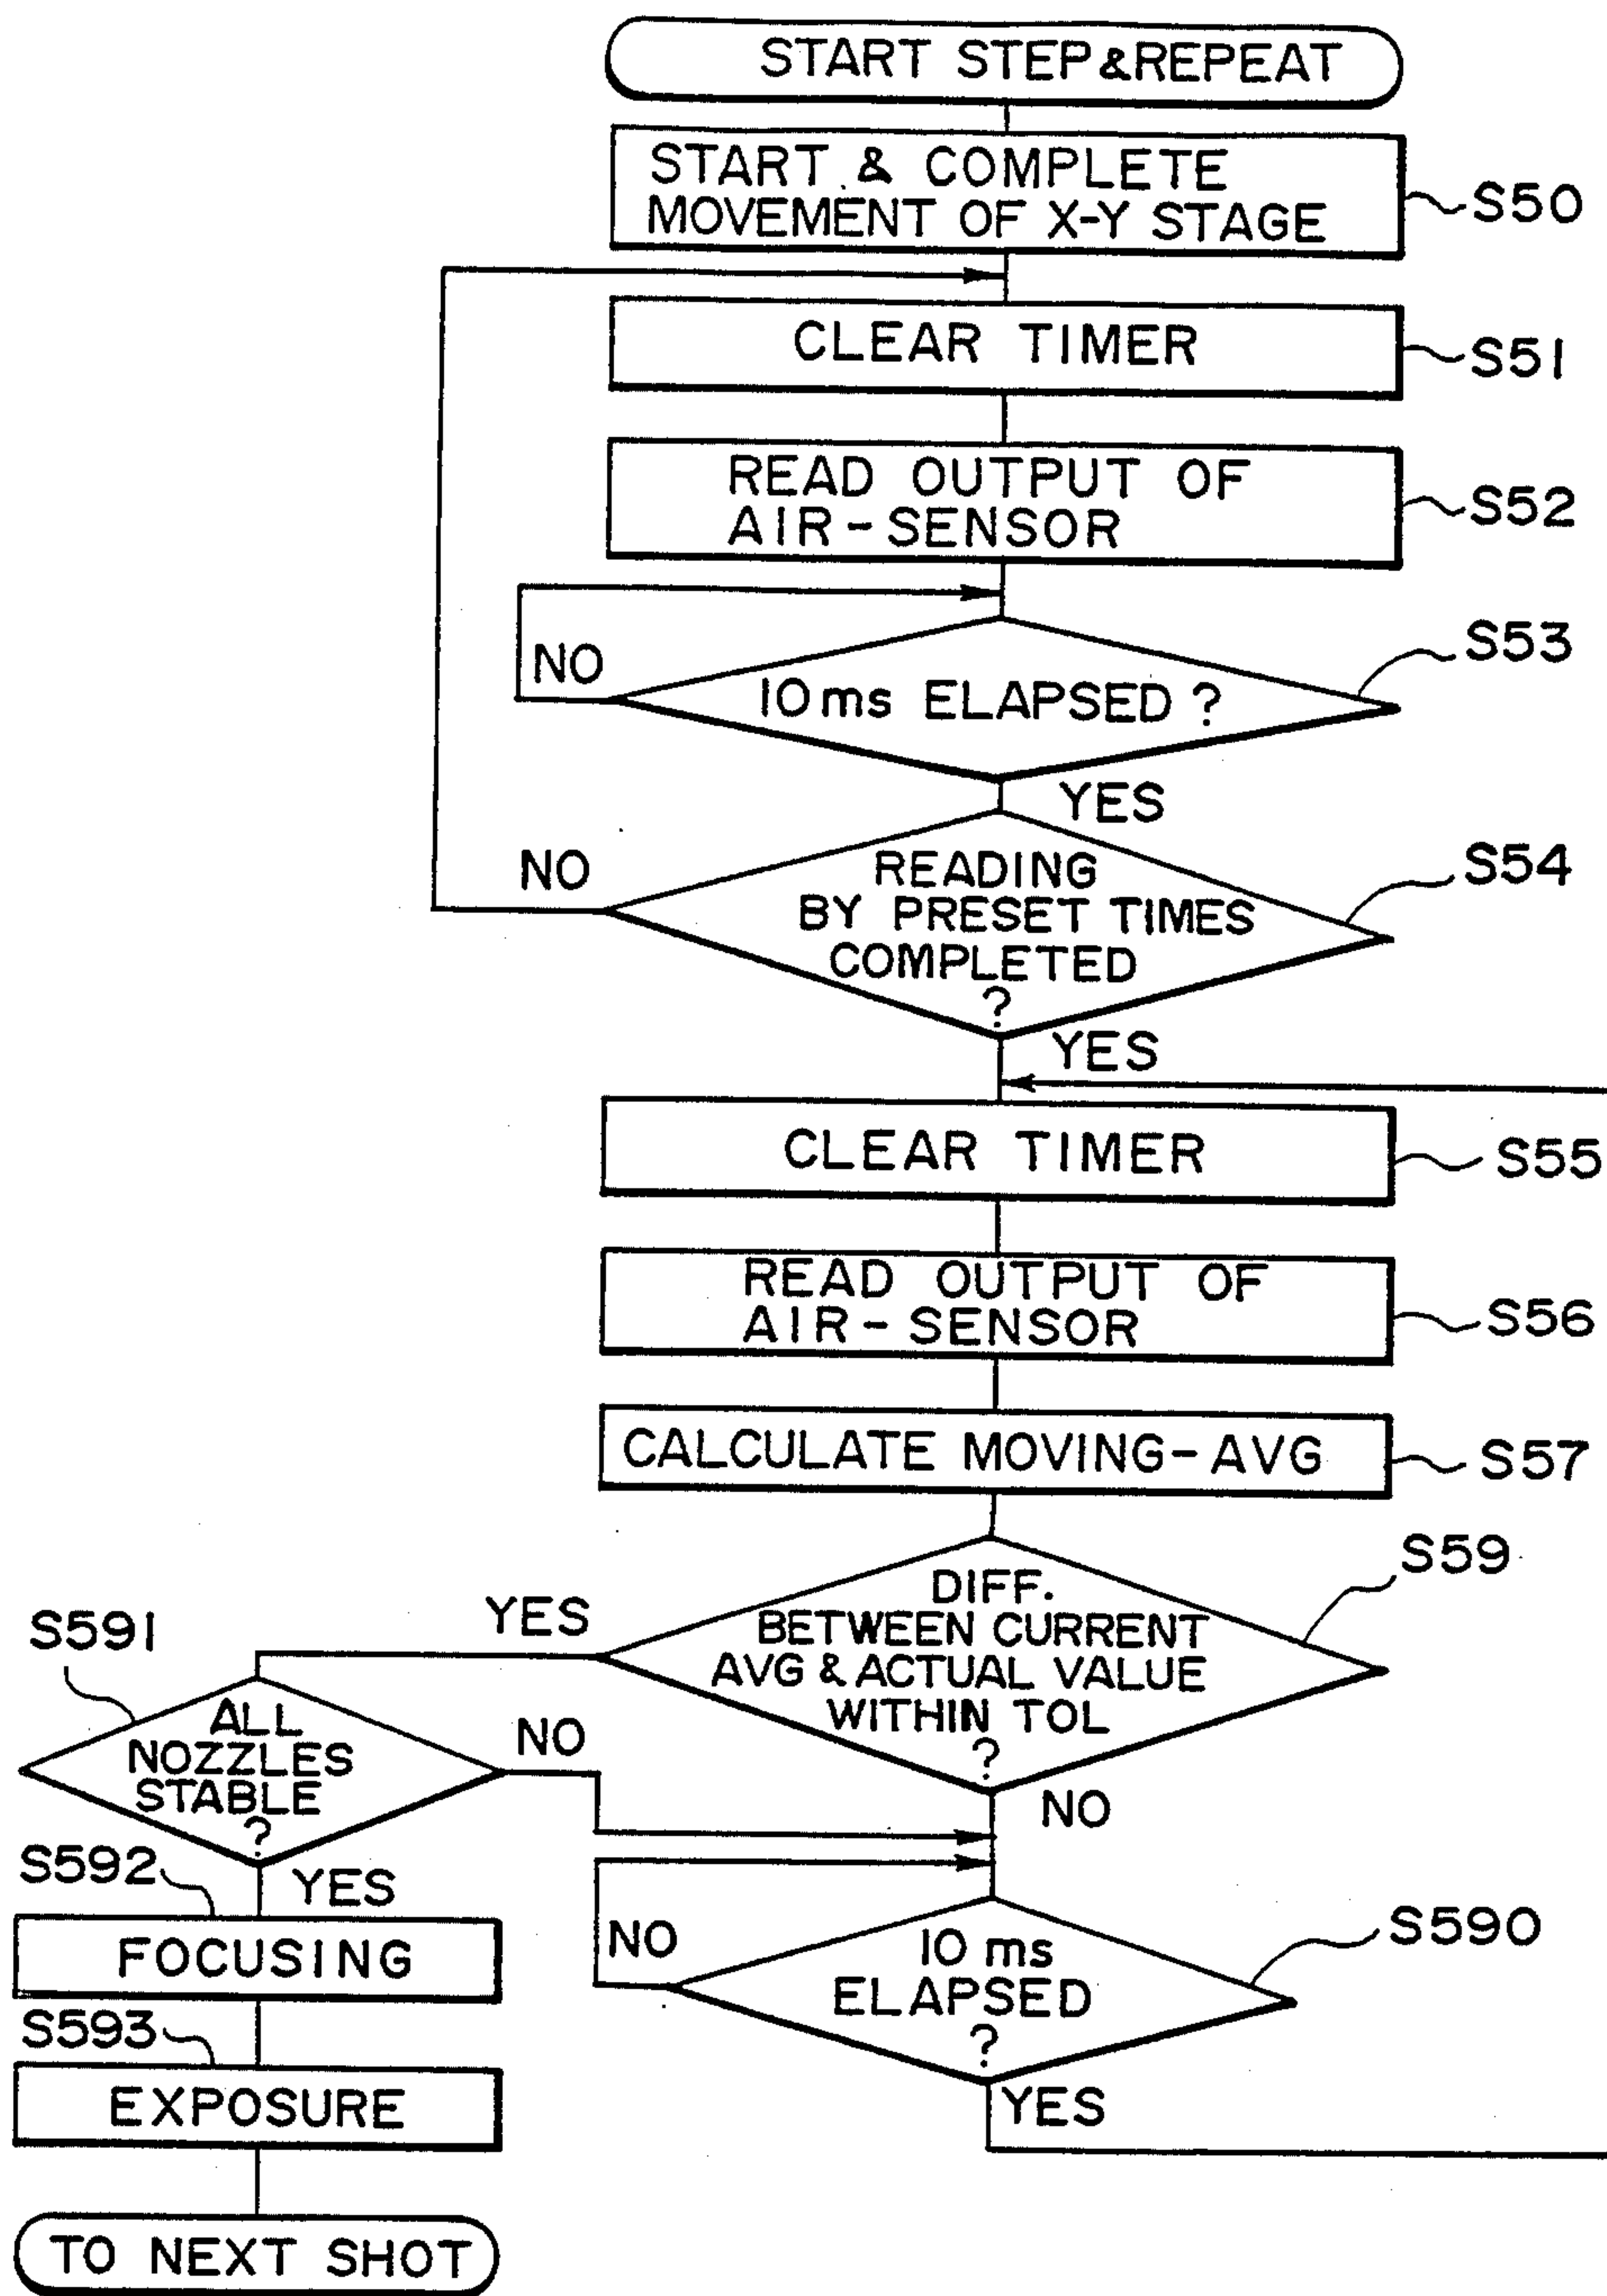 START STEP & REPEAT
START & COMPLETE
MOVEMENT OF X-Y STAGE
S50
CLEAR TIMER
S51
READ OUTPUT OF
AIR-SENSOR
S52
NO
10ms ELAPSED ?
S53
YES
NO
READING
BY PRESET TIMES
COMPLETED
?
S54
YES
CLEAR TIMER
S55
READ OUTPUT OF
AIR-SENSOR
S56
CALCULATE MOVING-AVG
S57
DIFF.
BETWEEN CURRENT
AVG & ACTUAL VALUE
WITHIN TOL
?
S59
YES
S591
ALL
NOZZLES
STABLE
?
NO
NO
S592
YES
FOCUSING
NO
10 ms
ELAPSED
?
S590
S593
EXPOSURE
YES
TO NEXT SHOT